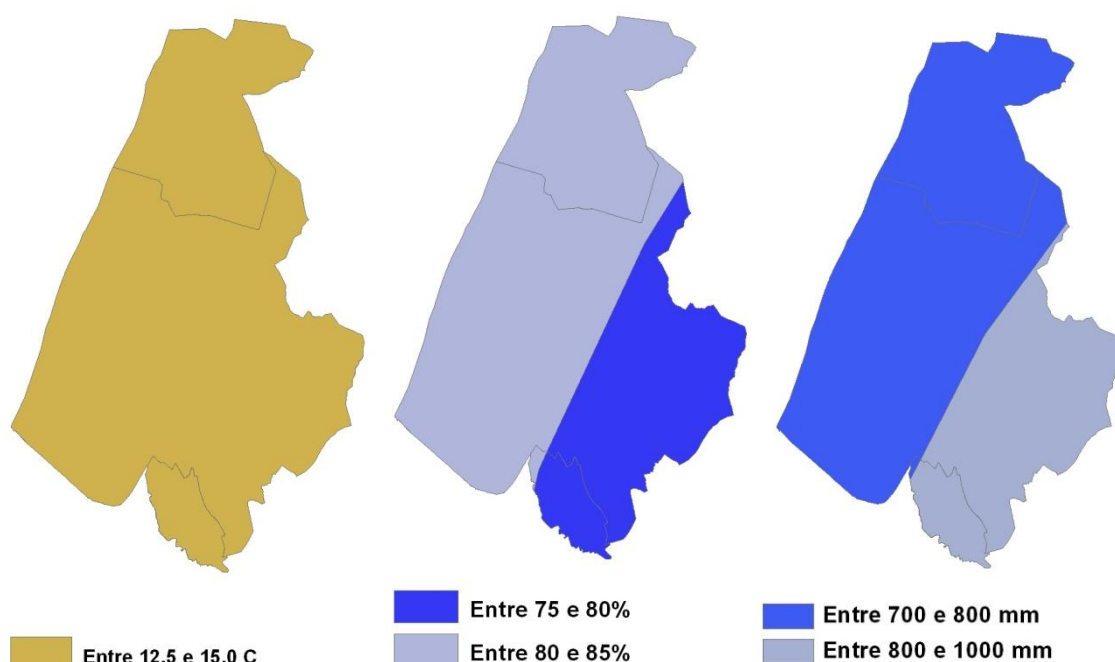 Entre 12,5 e 15,0 C
Entre 75 e 80%
Entre 80 e 85%
Entre 700 e 800 mm
Entre 800 e 1000 mm